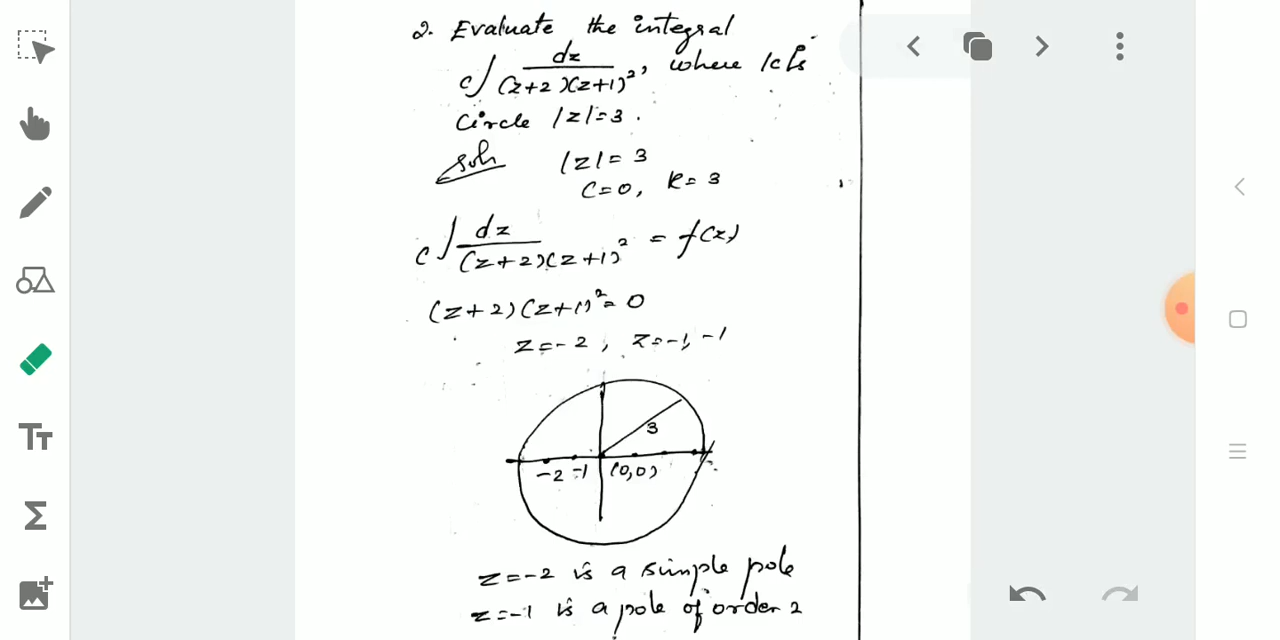 2. Evaluate the integral
c∫ dz/(z+2)(z+1)², where |c| is
Circle |z|=3.
Soln |z|= 3
C=0, R= 3
c∫ dz/(z+2)(z+1)² = f(z)
(z+2)(z+1)²= 0
z=-2, z=-1, -1
3
-2 -1 (0,0)
z=-2 is a simple pole
z=-1 is a pole of order 2
Tт
Σ